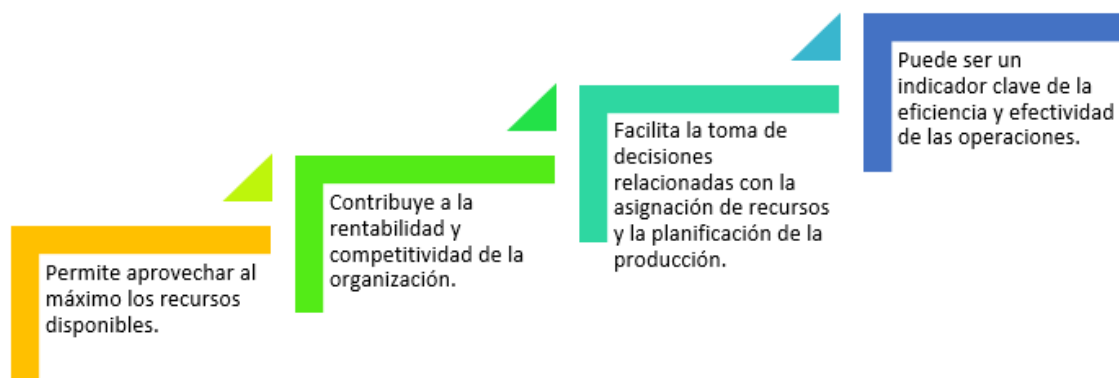 Permite aprovechar al
máximo los recursos
disponibles.
Contribuye a la
rentabilidad y
competitividad de la
organización.
Facilita la toma de
decisiones
relacionadas con la
asignación de recursos
y la planificación de la
producción.
Puede ser un
indicador clave de la
eficiencia y efectividad
de las operaciones.